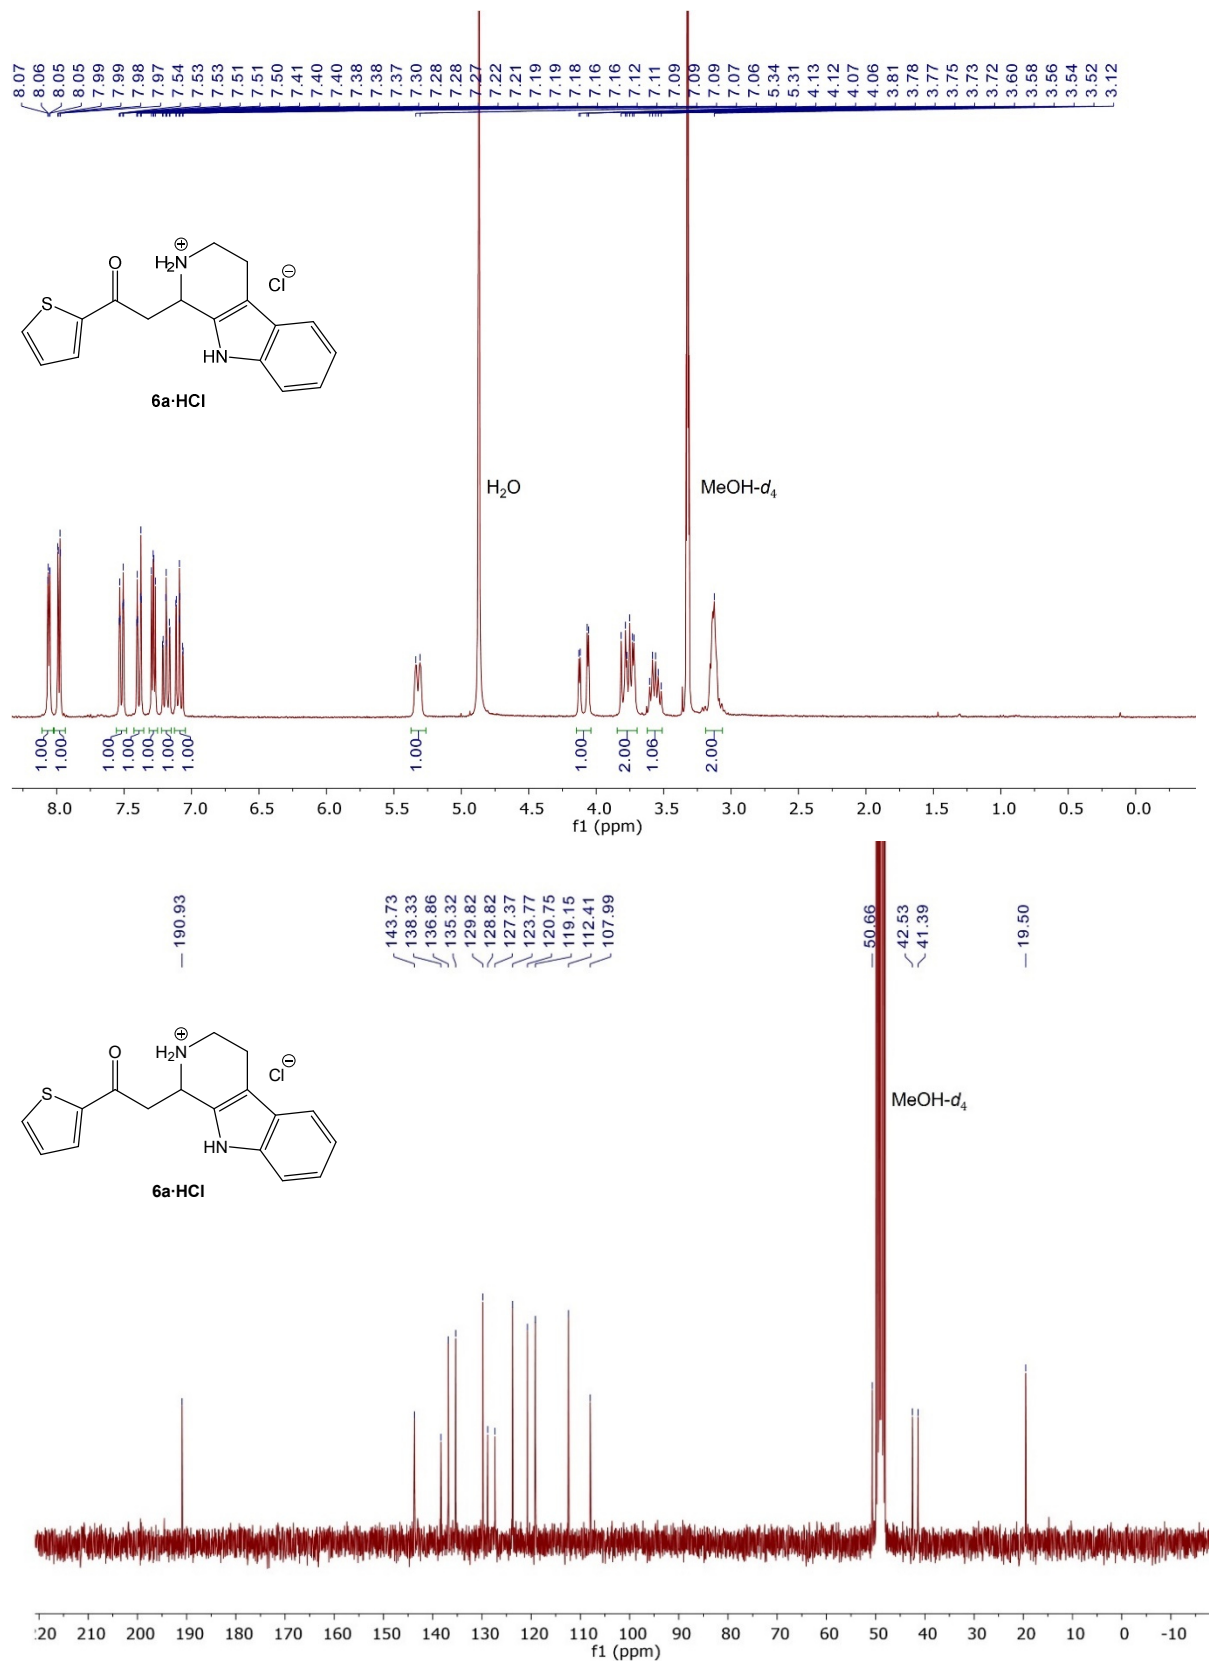 8.07 8.06 8.05 8.05 7.99 7.99 7.98 7.97 7.54 7.53 7.53 7.51 7.51 7.50 7.41 7.40 7.40 7.38 7.38 7.37 7.30 7.28 7.28 7.27 7.22 7.21 7.19 7.19 7.18 7.16 7.16 7.12 7.11 7.09 7.09 7.09 7.07 7.06 5.34 5.31 4.13 4.12 4.07 4.06 3.81 3.78 3.77 3.75 3.73 3.72 3.60 3.58 3.56 3.54 3.52 3.12
O
H2N
⊕
Cl⊖
S
HN
6a·HCl
H2O
MeOH-d4
1.00 1.00 1.00 1.00 1.00 1.00 1.00 1.00 1.00 2.00 1.06 2.00
8.0 7.5 7.0 6.5 6.0 5.5 5.0 4.5 4.0 3.5 3.0 2.5 2.0 1.5 1.0 0.5 0.0
f1 (ppm)
190.93 143.73 138.33 136.86 135.32 129.82 128.82 127.37 123.77 120.75 119.15 112.41 107.99 50.66 42.53 41.39 19.50
O
H2N
⊕
Cl⊖
S
HN
6a·HCl
MeOH-d4
20 210 200 190 180 170 160 150 140 130 120 110 100 90 80 70 60 50 40 30 20 10 0 -10
f1 (ppm)